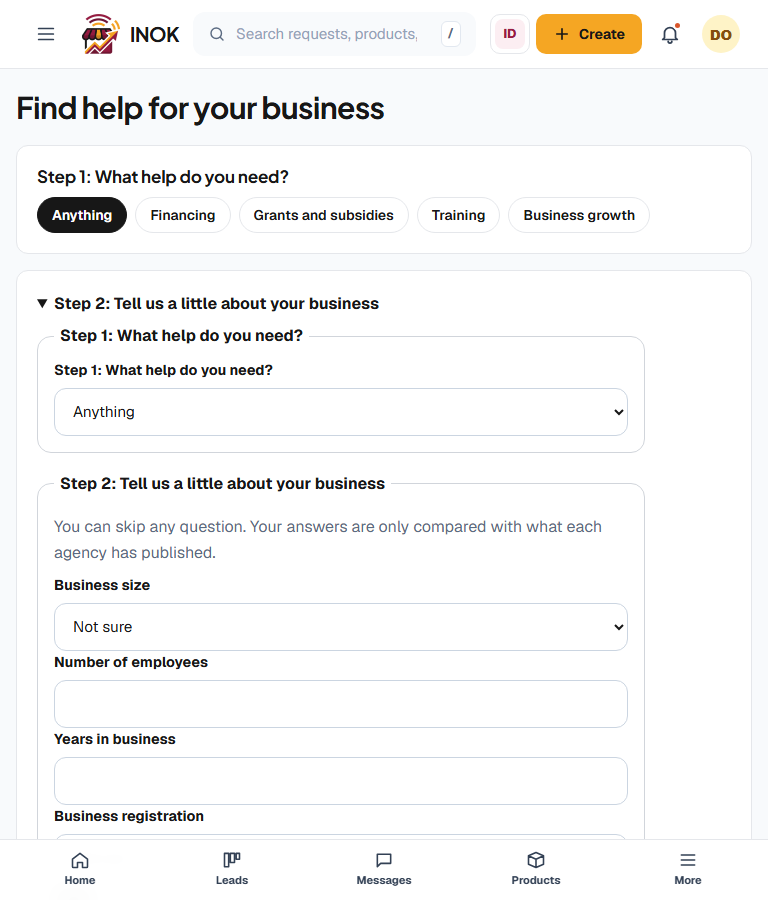 INOK
Search requests, products,
/
ID
+ Create
DO
Find help for your business
Step 1: What help do you need?
Anything
Financing
Grants and subsidies
Training
Business growth
▼ Step 2: Tell us a little about your business
Step 1: What help do you need?
Step 1: What help do you need?
Anything
Step 2: Tell us a little about your business
You can skip any question. Your answers are only compared with what each
agency has published.
Business size
Not sure
Number of employees
Years in business
Business registration
Home
Leads
Messages
Products
More